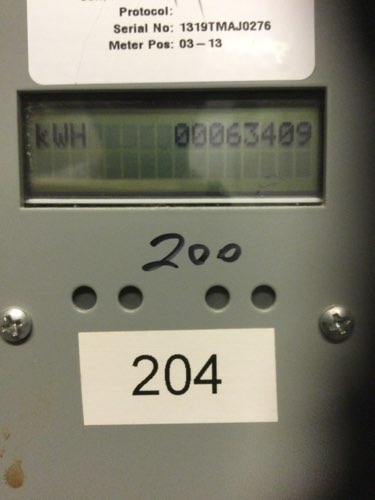 Protocol:
Serial No: 1319TMAJ0276
Meter Pos: 03-13
kWH 00063409
200
204